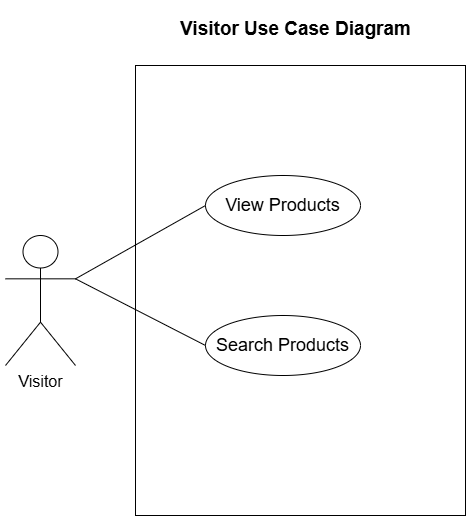 Visitor Use Case Diagram
View Products
Search Products
Visitor